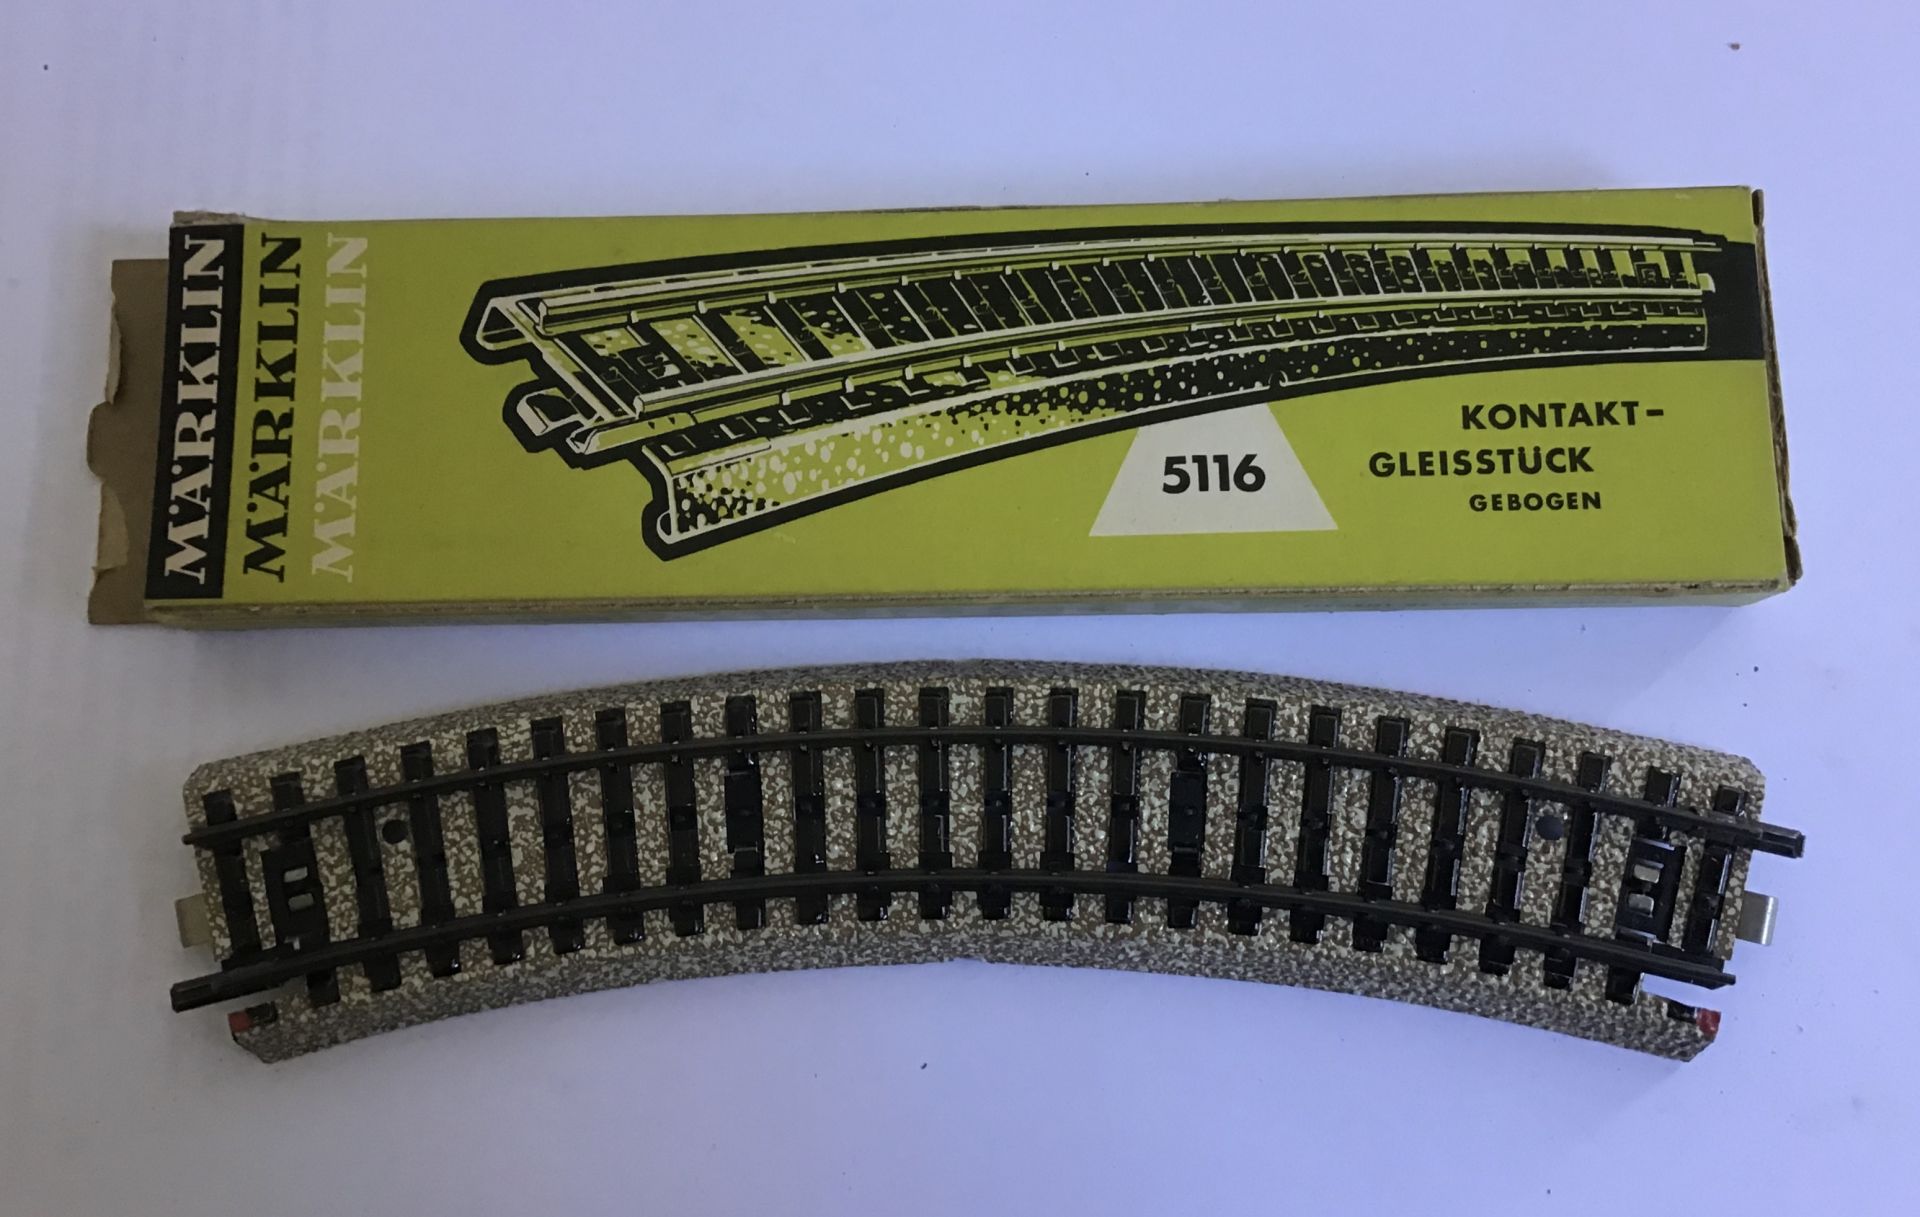 MÄRKLIN
MÄRKLIN
MÄRKLIN
5116
KONTAKT-
GLEISSTÜCK
GEBOGEN